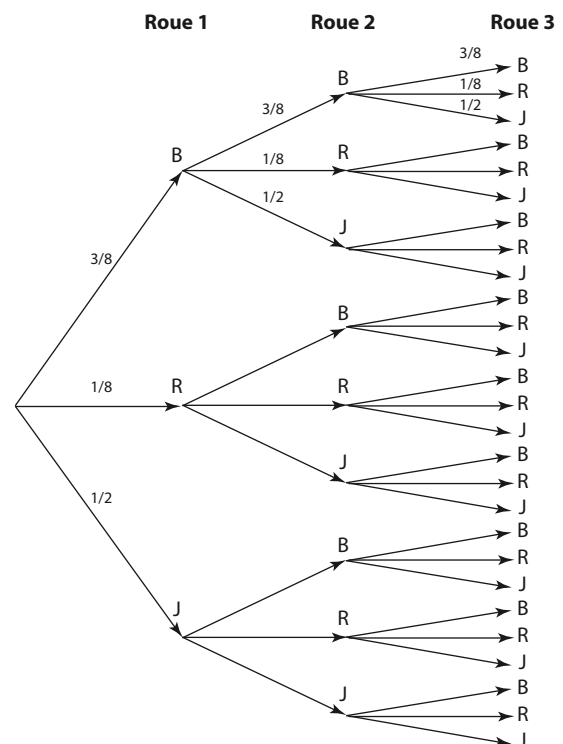 Roue 1 Roue 2 Roue 3
3/8 B
B 1/8 R
3/8 1/2 J
B
B 1/8 R R
1/2 J
J B
R
3/8 J
B B
R
J
B
1/8 R R R
J
J B
R
1/2 J
B B
R
J
J R B
R
J
J B
R
J